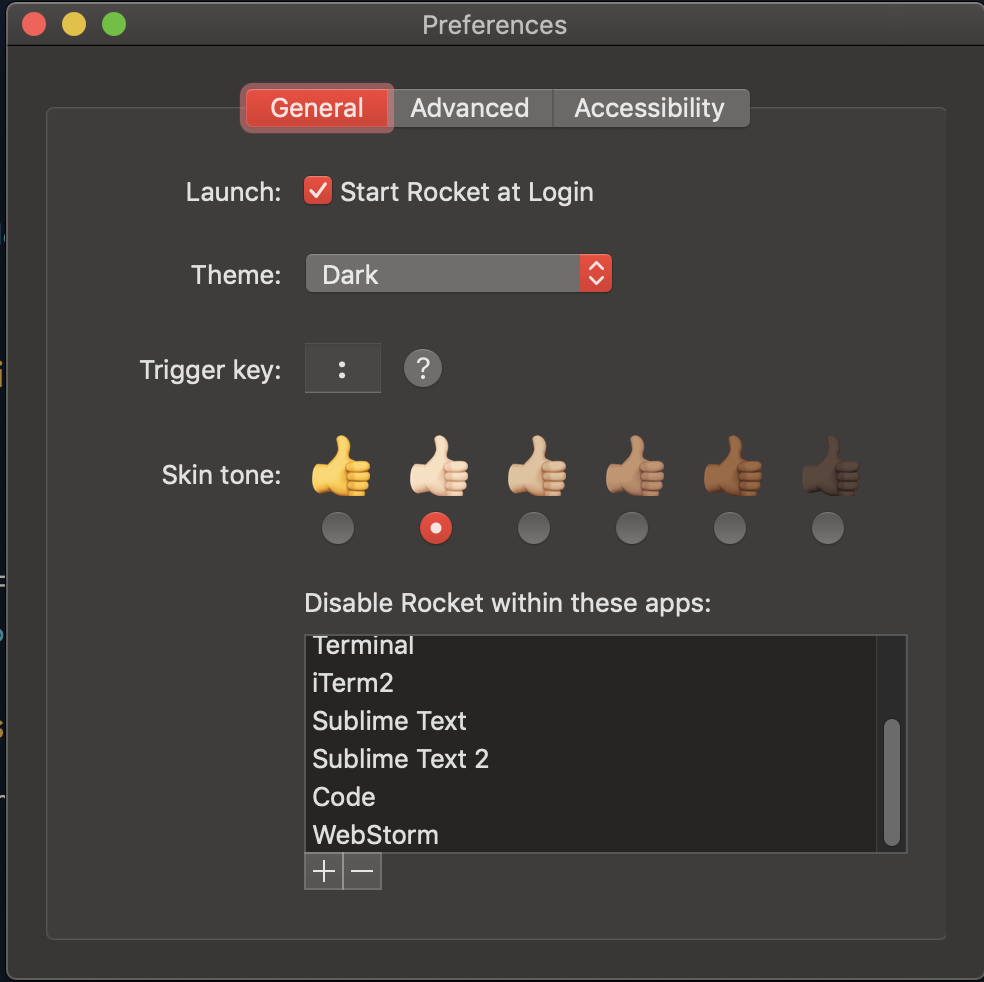 Preferences
General Advanced Accessibility
Launch: Start Rocket at Login
Theme: Dark
Trigger key: : ?
Skin tone:
Disable Rocket within these apps:
Terminal
iTerm2
Sublime Text
Sublime Text 2
Code
WebStorm